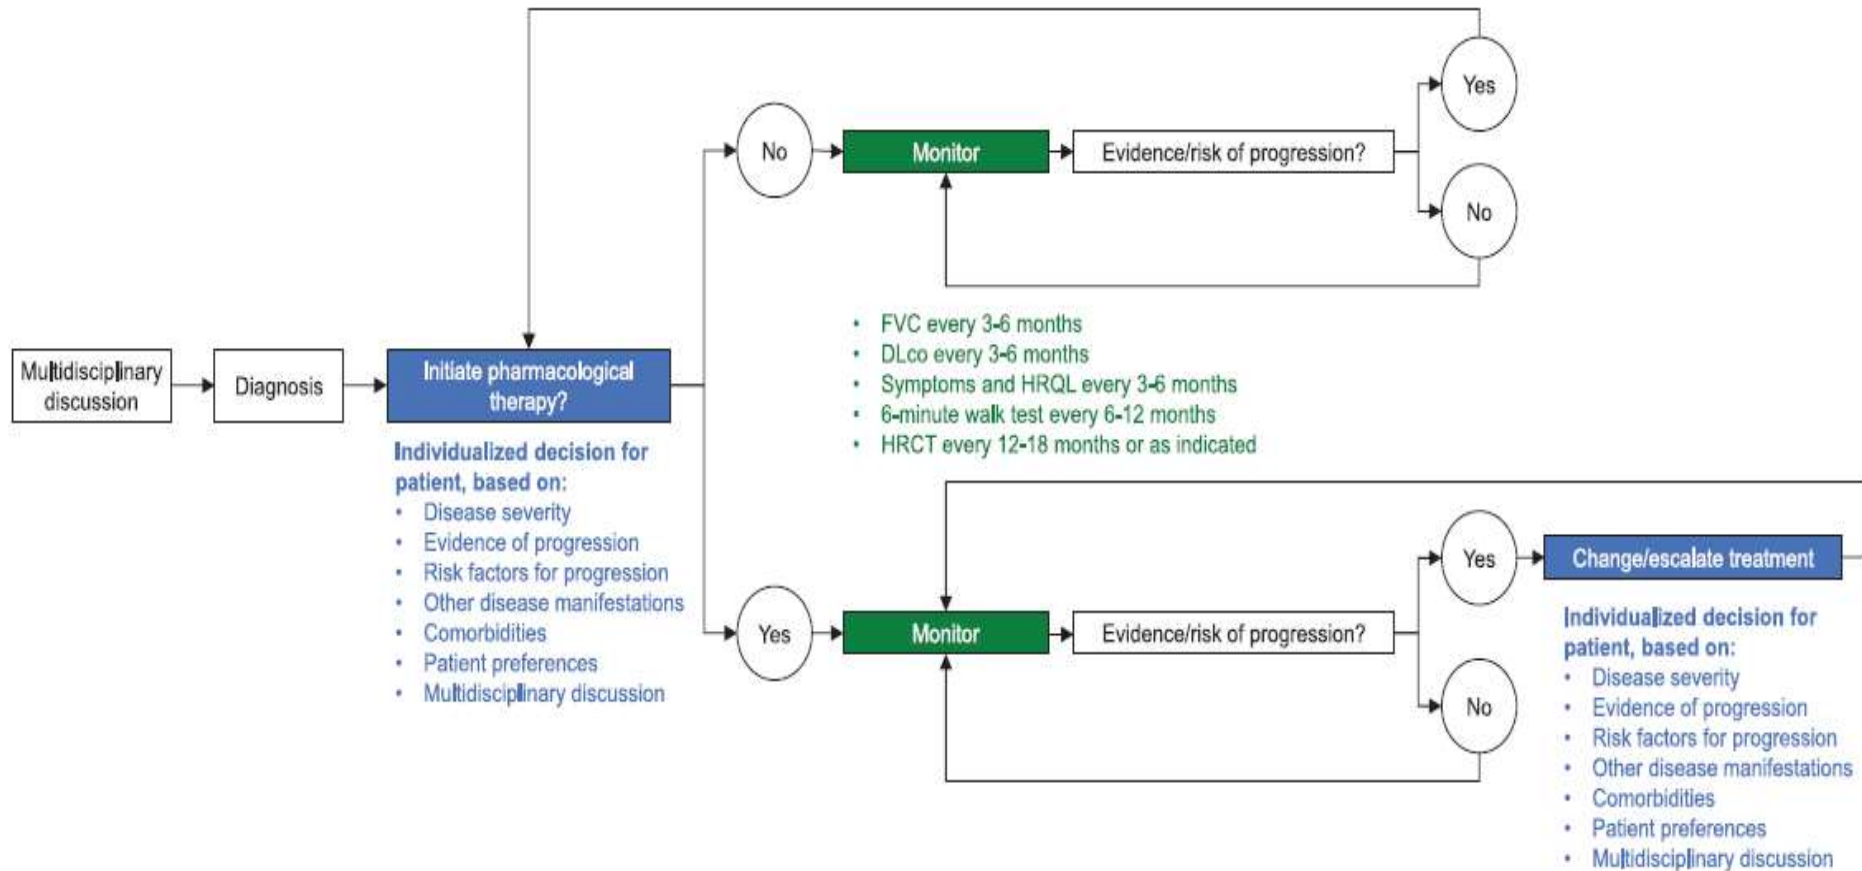 Yes
No
Monitor
Evidence/risk of progression?
No
• FVC every 3-6 months
• DLco every 3-6 months
• Symptoms and HRQL every 3-6 months
• 6-minute walk test every 6-12 months
• HRCT every 12-18 months or as indicated
Multidisciplinary
discussion
Diagnosis
Initiate pharmacological
therapy?
Individualized decision for
patient, based on:
• Disease severity
• Evidence of progression
• Risk factors for progression
• Other disease manifestations
• Comorbidities
• Patient preferences
• Multidisciplinary discussion
Yes
Monitor
Evidence/risk of progression?
Yes
No
Change/escalate treatment
Individualized decision for
patient, based on:
• Disease severity
• Evidence of progression
• Risk factors for progression
• Other disease manifestations
• Comorbidities
• Patient preferences
• Multidisciplinary discussion